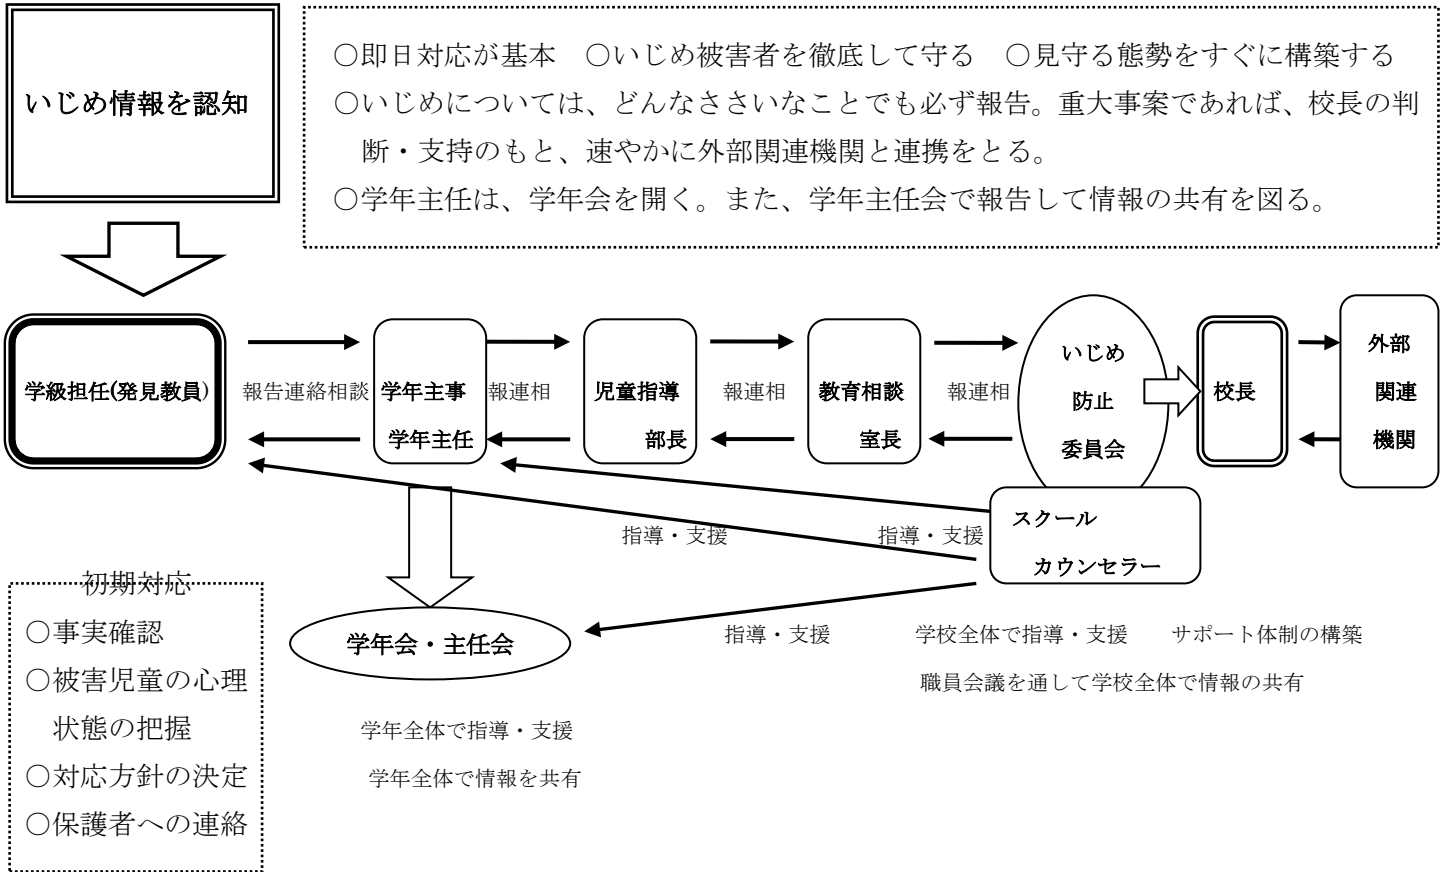 いじめ情報を認知
○即日対応が基本　○いじめ被害者を徹底して守る　○見守る態勢をすぐに構築する
○いじめについては、どんなささいなことでも必ず報告。重大事案であれば、校長の判
断・支持のもと、速やかに外部関連機関と連携をとる。
○学年主任は、学年会を開く。また、学年主任会で報告して情報の共有を図る。
学級担任(発見教員)
報告連絡相談
学年主事
学年主任
報連相
児童指導
部長
報連相
教育相談
室長
報連相
いじめ
防止
委員会
校長
外部
関連
機関
スクール
カウンセラー
指導・支援
指導・支援
初期対応
○事実確認
○被害児童の心理
状態の把握
○対応方針の決定
○保護者への連絡
学年会・主任会
指導・支援
学校全体で指導・支援　サポート体制の構築
職員会議を通して学校全体で情報の共有
学年全体で指導・支援
学年全体で情報を共有